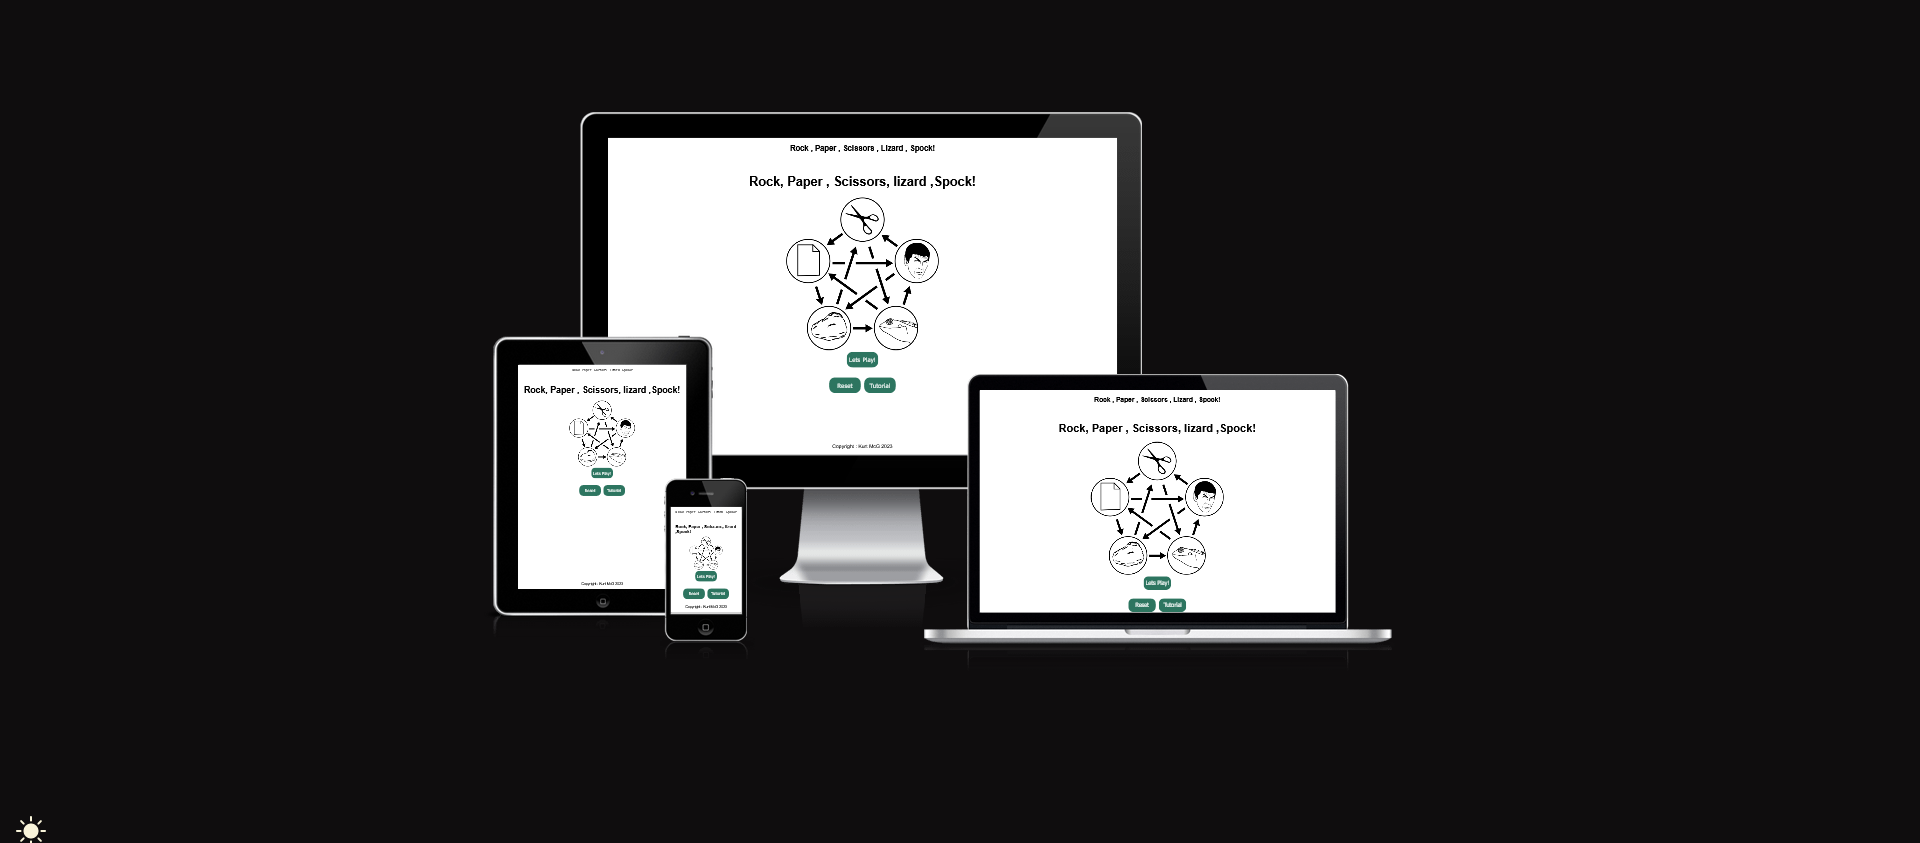 Rock , Paper , Scissors , Lizard , Spock!
Rock, Paper , Scissors, lizard ,Spock!
Lets Play!
Reset Tutorial
Copyright : Kurt McG 2023
Rock, Paper , Scissors, lizard ,Spock!
Lets Play!
Reset Tutorial
Copyright : Kurt McG 2023
Rock, Paper , Scissors, lizard
,Spock!
Lets Play!
Reset Tutorial
Copyright : Kurt McG 2023
Rock , Paper , Scissors , Lizard , Spock!
Rock, Paper , Scissors, lizard ,Spock!
Lets Play!
Reset Tutorial